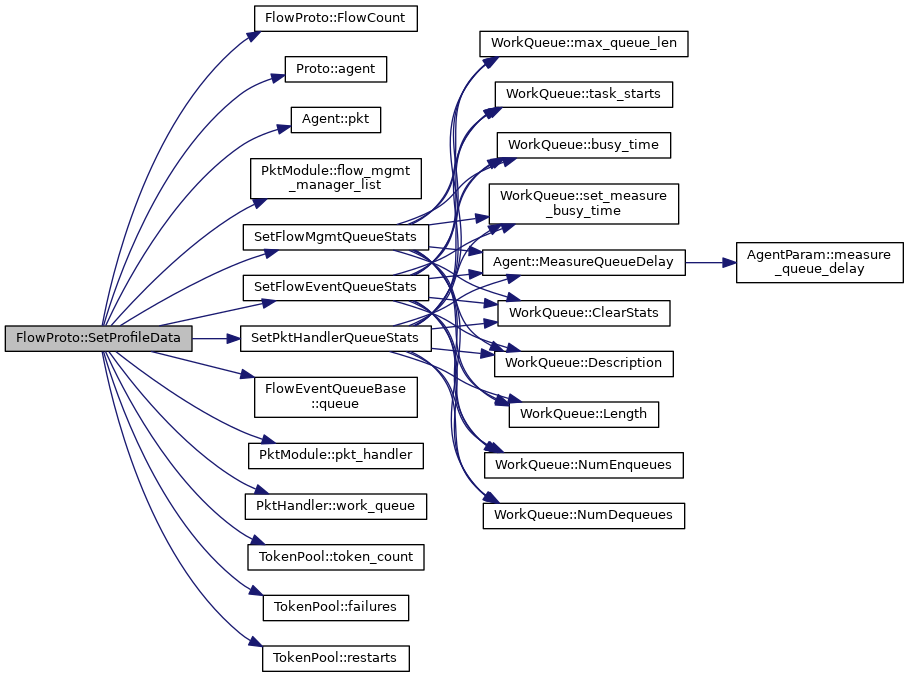 FlowProto::SetProfileData
FlowProto::FlowCount
Proto::agent
Agent::pkt
PktModule::flow_mgmt
_manager_list
SetFlowMgmtQueueStats
SetFlowEventQueueStats
SetPktHandlerQueueStats
FlowEventQueueBase
::queue
PktModule::pkt_handler
PktHandler::work_queue
TokenPool::token_count
TokenPool::failures
TokenPool::restarts
WorkQueue::max_queue_len
WorkQueue::task_starts
WorkQueue::busy_time
WorkQueue::set_measure
_busy_time
Agent::MeasureQueueDelay
WorkQueue::ClearStats
WorkQueue::Description
WorkQueue::Length
WorkQueue::NumEnqueues
WorkQueue::NumDequeues
AgentParam::measure
_queue_delay